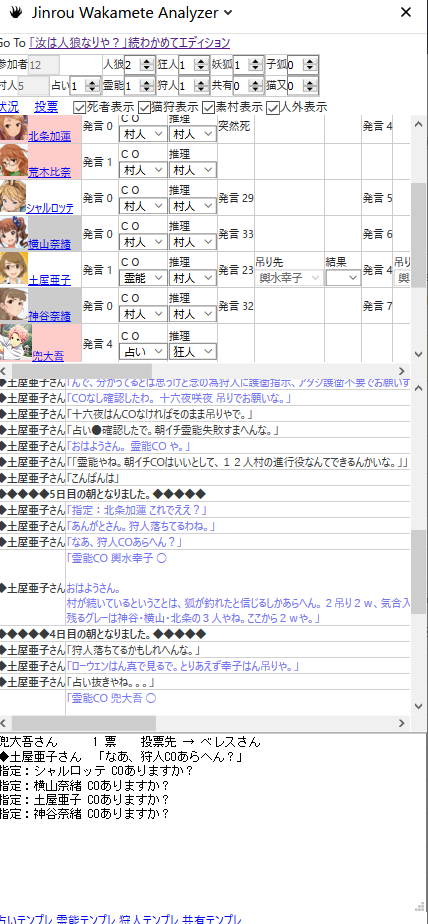 Jinrou Wakamete Analyzer
Go To 「汝は人狼なりや？」続わかめてエディション
参加者 12 人狼 2 狂人 1 妖狐 1 子狐 0
村人 5 占い 1 霊能 1 狩人 1 共有 0 猫又 0
状況 投票 死者表示 猫狩表示 素村表示 人外表示
北条加蓮 発言 0 ＣＯ 村人 推理 村人 突然死 発言 4
荒木比奈 発言 1 ＣＯ 村人 推理 村人
シャルロッテ 発言 0 ＣＯ 村人 推理 村人 発言 29 発言 5
横山奈緒 発言 0 ＣＯ 村人 推理 村人 発言 33 発言 6
土屋亜子 発言 1 ＣＯ 霊能 推理 村人 発言 23 吊り先 輿水幸子 結果 発言 4 吊り 輿
神谷奈緒 発言 0 ＣＯ 村人 推理 村人 発言 32 発言 7
兜大吾 発言 4 ＣＯ 占い 推理 狂人
◆土屋亜子さん「んで、分かってるとは思うけど念の為狩人に護衛指示、アタシ護衛不要でお願いす
◆土屋亜子さん「COなし確認したわ。 十六夜咲夜 吊りでお願いな。」
◆土屋亜子さん「十六夜はんCOなければそのまま吊りやで。」
◆土屋亜子さん「占い●確認したで。朝イチ霊能失敗すまへんな。」
◆土屋亜子さん「おはようさん。 霊能CO や。」
◆土屋亜子さん「「霊能やね。朝イチCOはいいとして、１２人村の進行役なんてできるんかいな。」」
◆土屋亜子さん「こんばんは」
◆◆◆◆◆5日目の朝となりました。◆◆◆◆◆
◆土屋亜子さん「指定：北条加蓮 これでええ？」
◆土屋亜子さん「あんがとさん。狩人落ちてるわね。」
◆土屋亜子さん「なあ、狩人COあらへん？」
「霊能CO 輿水幸子 ○
◆土屋亜子さん おはようさん。
村が続いているということは、狐が釣れたと信じるしかあらへん。２吊り２w、気合入
残るグレーは神谷・横山・北条の３人やね。ここから２wや。」
◆◆◆◆◆4日目の朝となりました。◆◆◆◆◆
◆土屋亜子さん「狩人落ちてるかもしれへんな。」
◆土屋亜子さん「ローウェンはん真で見るで。とりあえず幸子はん吊りや。」
◆土屋亜子さん「占い抜きやね。。。」
「霊能CO 兜大吾 ○
兜大吾さん 1 票 投票先 → ベレスさん
◆土屋亜子さん 「なあ、狩人COあらへん？」
指定：シャルロッテ COありますか？
指定：横山奈緒 COありますか？
指定：土屋亜子 COありますか？
指定：神谷奈緒 COありますか？
占いテンプレ 霊能テンプレ 狩人テンプレ 共有テンプレ